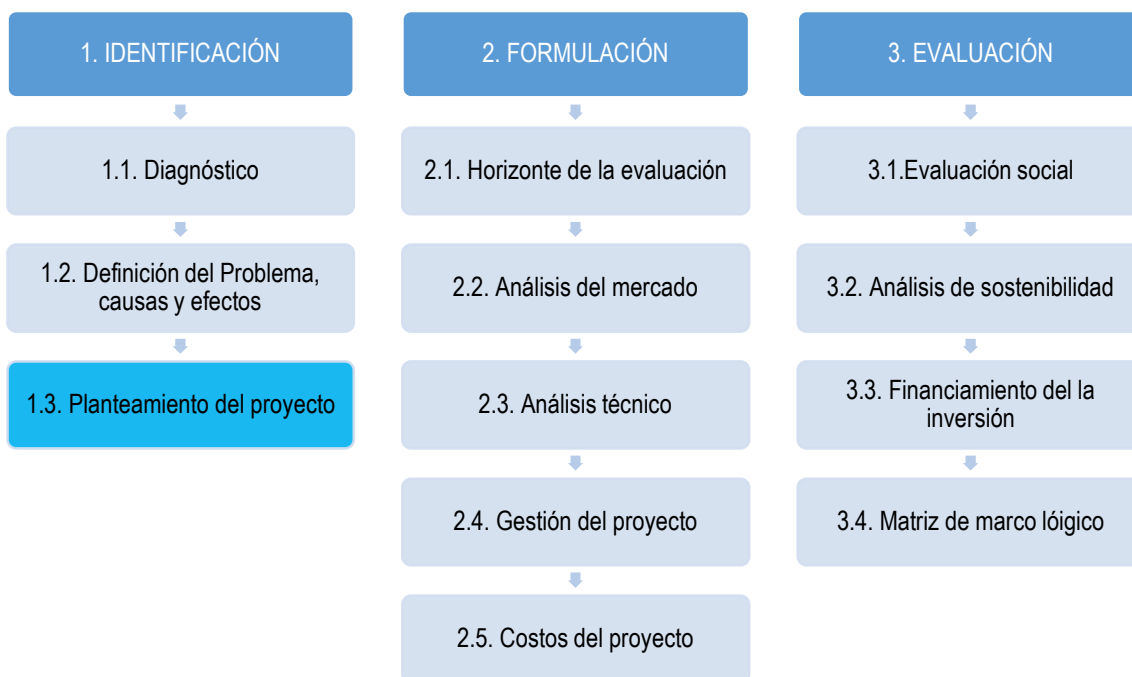 1. IDENTIFICACIÓN
1.1. Diagnóstico
1.2. Definición del Problema,
causas y efectos
1.3. Planteamiento del proyecto
2. FORMULACIÓN
2.1. Horizonte de la evaluación
2.2. Análisis del mercado
2.3. Análisis técnico
2.4. Gestión del proyecto
2.5. Costos del proyecto
3. EVALUACIÓN
3.1.Evaluación social
3.2. Análisis de sostenibilidad
3.3. Financiamiento del la
inversión
3.4. Matriz de marco lóigico